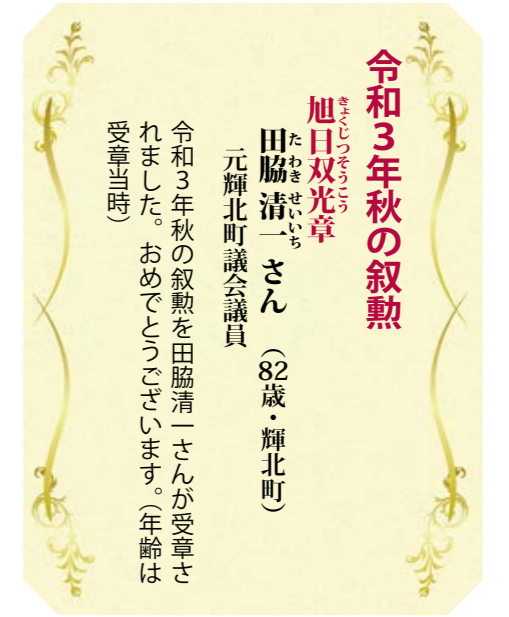 令和３年秋の叙勲
きょくじつそうこう
旭日双光章
たわき せいいち
田脇 清一 さん （82歳・輝北町）
元輝北町議会議員
令和３年秋の叙勲を田脇清一さんが受章さ
れました。おめでとうございます。（年齢は
受章当時）